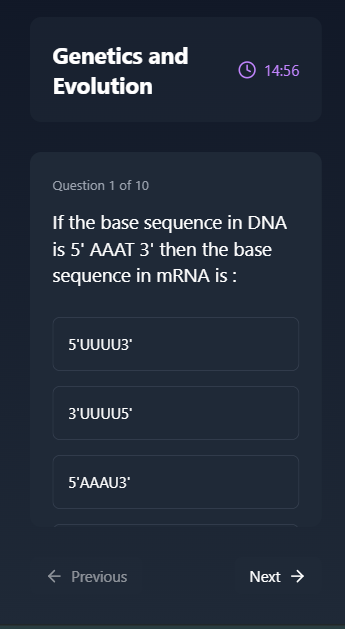 Genetics and
Evolution
14:56
Question 1 of 10
If the base sequence in DNA
is 5' AAAT 3' then the base
sequence in mRNA is :
5'UUUU3'
3'UUUU5'
5'AAAU3'
Previous
Next